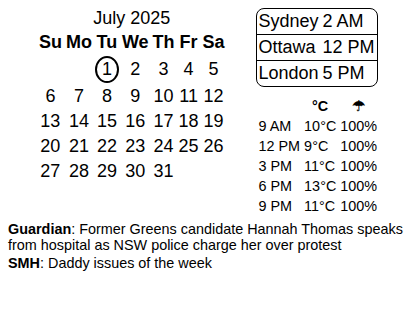 July 2025
Su Mo Tu We Th Fr Sa
1 2 3 4 5
6 7 8 9 10 11 12
13 14 15 16 17 18 19
20 21 22 23 24 25 26
27 28 29 30 31
Sydney 2 AM
Ottawa 12 PM
London 5 PM
°C ☂
9 AM 10°C 100%
12 PM 9°C 100%
3 PM 11°C 100%
6 PM 13°C 100%
9 PM 11°C 100%
Guardian: Former Greens candidate Hannah Thomas speaks
from hospital as NSW police charge her over protest
SMH: Daddy issues of the week